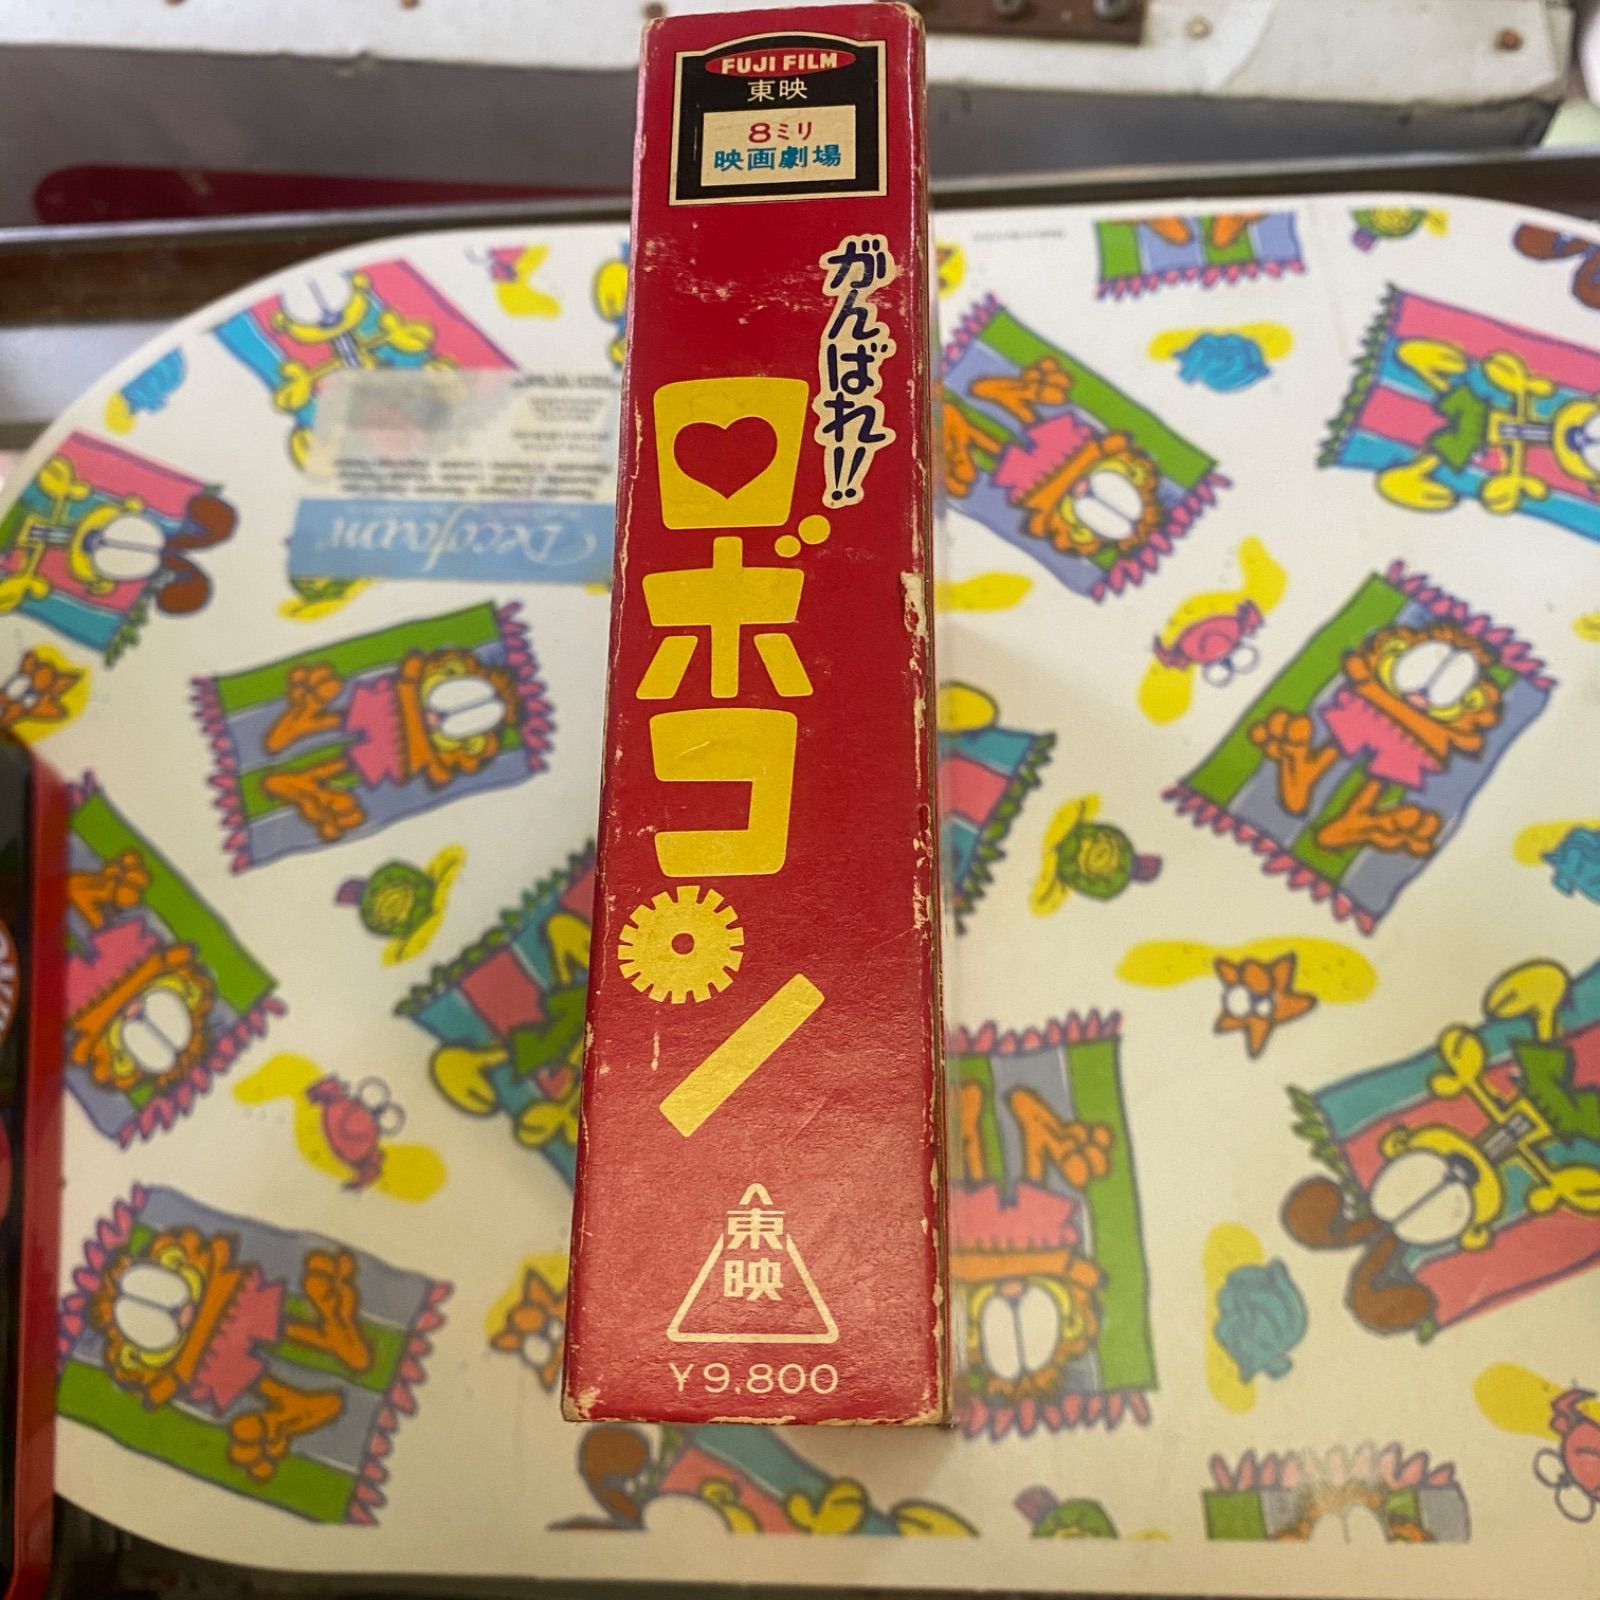 FUJI FILM
東映
8ミリ
映画劇場
がんばれ!!
ロボコン
東映
¥9,800
Decofoam